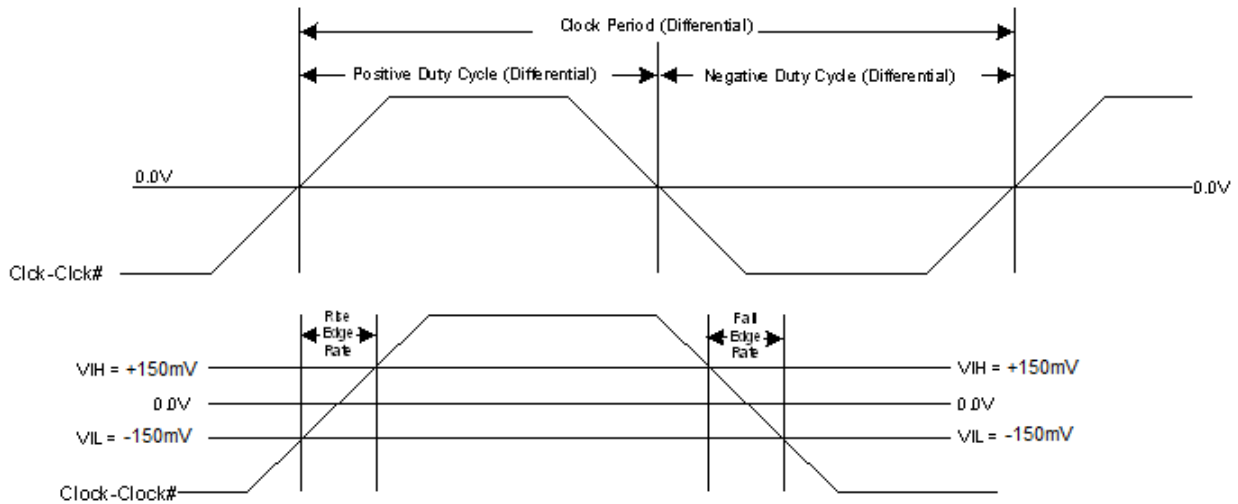 Clock Period (Differential)
Positive Duty Cycle (Differential)
Negative Duty Cycle (Differential)
0.0V
0.0V
Clck-Clck#
Rise
Edge
Rate
Fall
Edge
Rate
VIH = +150mV
VIH = +150mV
0.0V
0.0V
VIL = -150mV
VIL = -150mV
Clock-Clock#